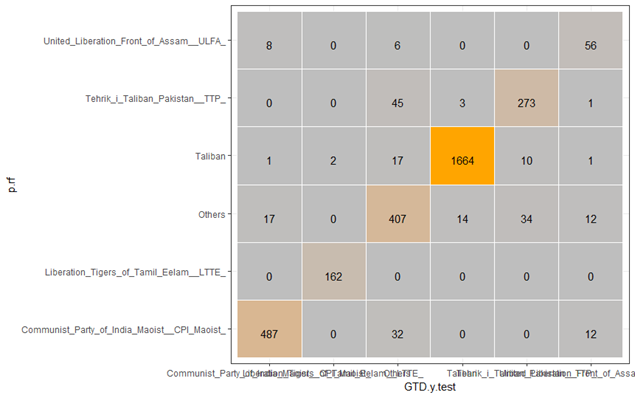 United_Liberation_Front_of_Assam__ULFA_ 8 0 6 0 0 56
Tehrik_i_Taliban_Pakistan__TTP_ 0 0 45 3 273 1
Taliban 1 2 17 1664 10 1
Others 17 0 407 14 34 12
Liberation_Tigers_of_Tamil_Eelam__LTTE_ 0 162 0 0 0 0
Communist_Party_of_India_Maoist__CPI_Maoist_ 487 0 32 0 0 12
p.rf
GTD.y.test